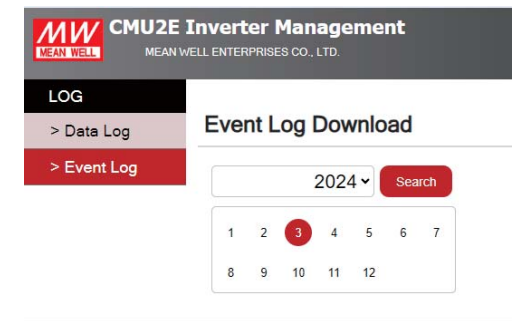 MW
MEAN WELL
CMU2E Inverter Management
MEAN WELL ENTERPRISES CO., LTD.
LOG
> Data Log
> Event Log
Event Log Download
2024 Search
1 2 3 4 5 6 7
8 9 10 11 12